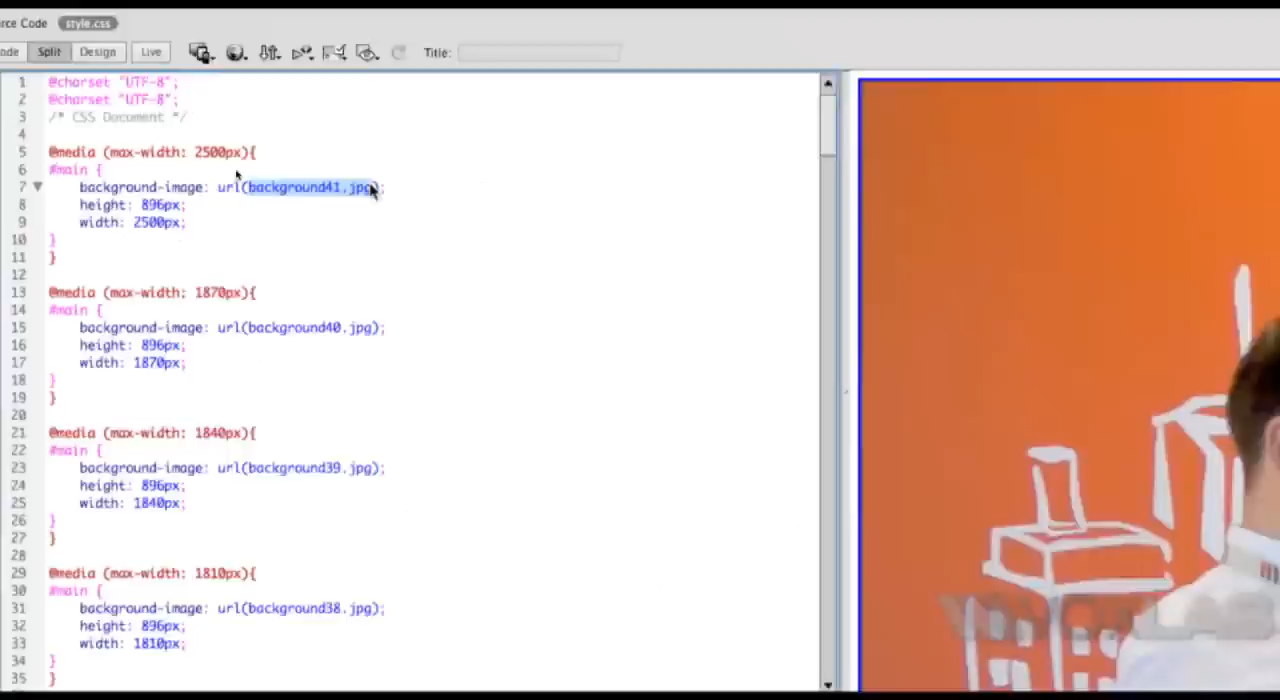 rce Code style.css
ode Split Design Live Title:
1 @charset "UTF-8";
2 @charset "UTF-8";
3 /* CSS Document */
4
5 @media (max-width: 2500px){
6 #main {
7 background-image: url(background41.jpg);
8 height: 896px;
9 width: 2500px;
10 }
11 }
12
13 @media (max-width: 1870px){
14 #main {
15 background-image: url(background40.jpg);
16 height: 896px;
17 width: 1870px;
18 }
19 }
20
21 @media (max-width: 1840px){
22 #main {
23 background-image: url(background39.jpg);
24 height: 896px;
25 width: 1840px;
26 }
27 }
28
29 @media (max-width: 1810px){
30 #main {
31 background-image: url(background38.jpg);
32 height: 896px;
33 width: 1810px;
34 }
35 }